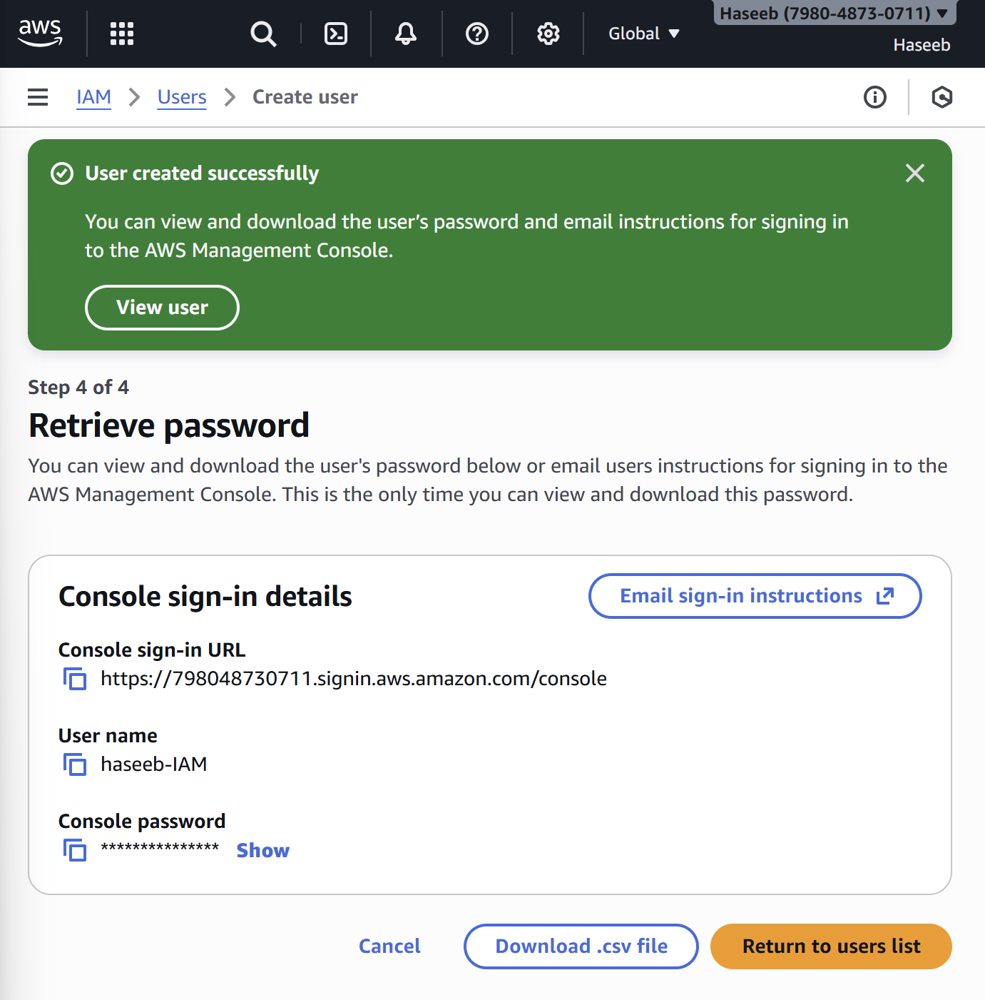 aws
Global
Haseeb (7980-4873-0711)
Haseeb
IAM
Users
Create user
User created successfully
You can view and download the user’s password and email instructions for signing in
to the AWS Management Console.
View user
Step 4 of 4
Retrieve password
You can view and download the user's password below or email users instructions for signing in to the
AWS Management Console. This is the only time you can view and download this password.
Console sign-in details
Email sign-in instructions
Console sign-in URL
https://798048730711.signin.aws.amazon.com/console
User name
haseeb-IAM
Console password
*************** Show
Cancel
Download .csv file
Return to users list